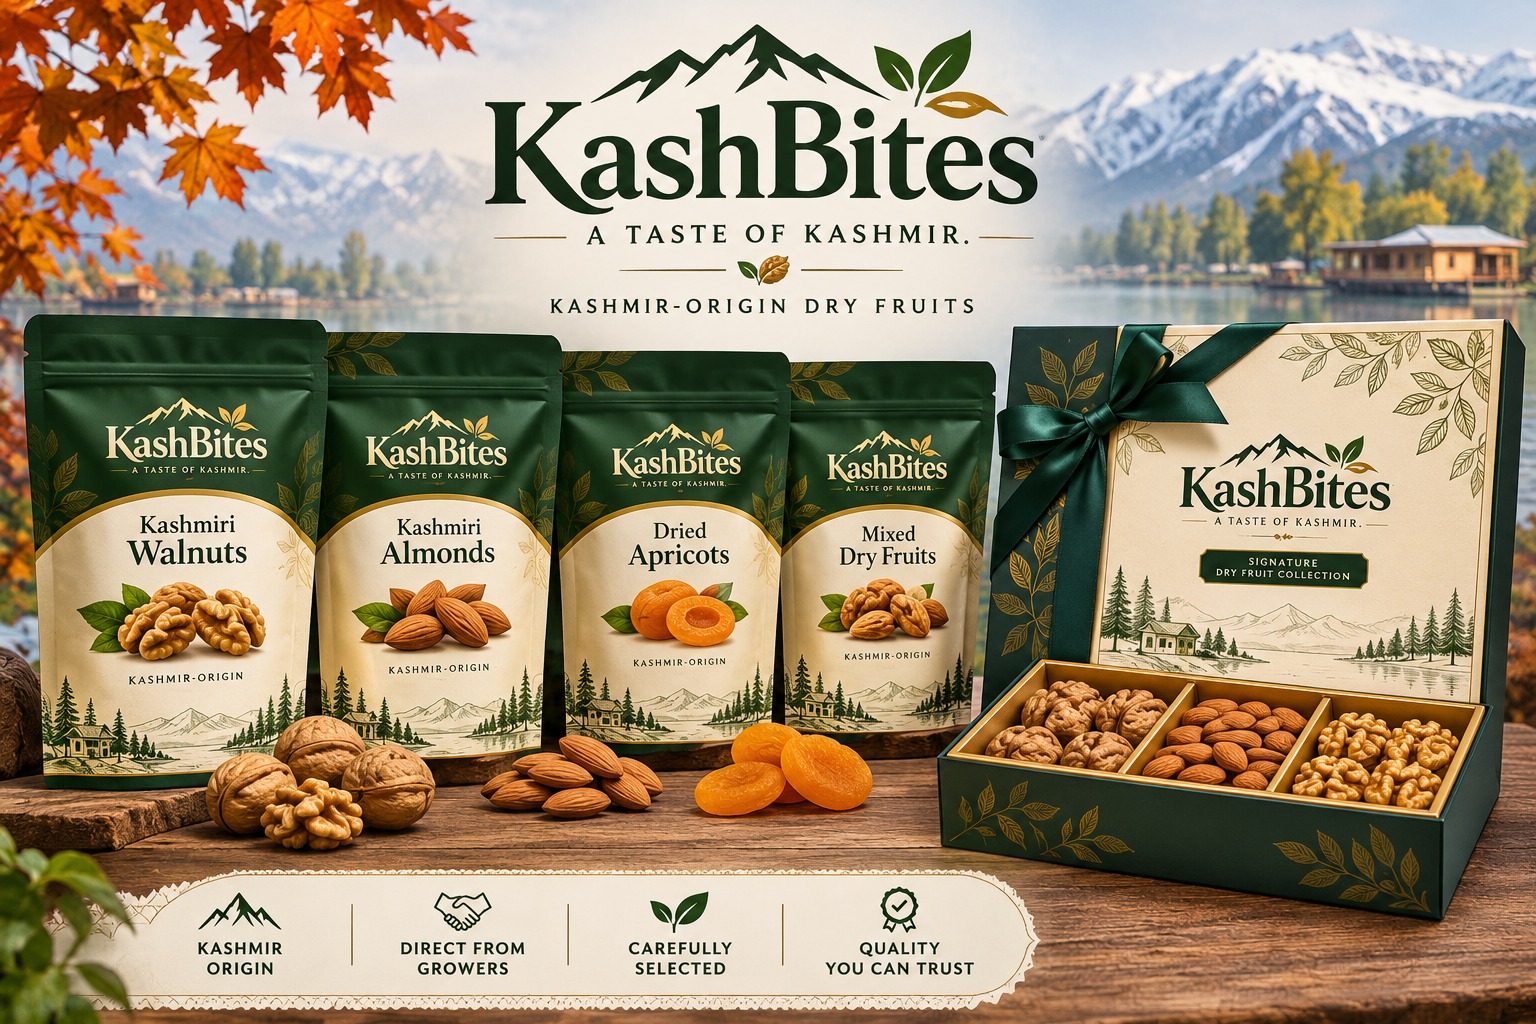 KashBites
A TASTE OF KASHMIR.
KASHMIR-ORIGIN DRY FRUITS
KashBites
A TASTE OF KASHMIR.
Kashmiri
Walnuts
KASHMIR-ORIGIN
KashBites
A TASTE OF KASHMIR.
Kashmiri
Almonds
KASHMIR-ORIGIN
KashBites
A TASTE OF KASHMIR.
Dried
Apricots
KASHMIR-ORIGIN
KashBites
A TASTE OF KASHMIR.
Mixed
Dry Fruits
KASHMIR-ORIGIN
KashBites
A TASTE OF KASHMIR.
SIGNATURE
DRY FRUIT COLLECTION
KASHMIR
ORIGIN
DIRECT FROM
GROWERS
CAREFULLY
SELECTED
QUALITY
YOU CAN TRUST